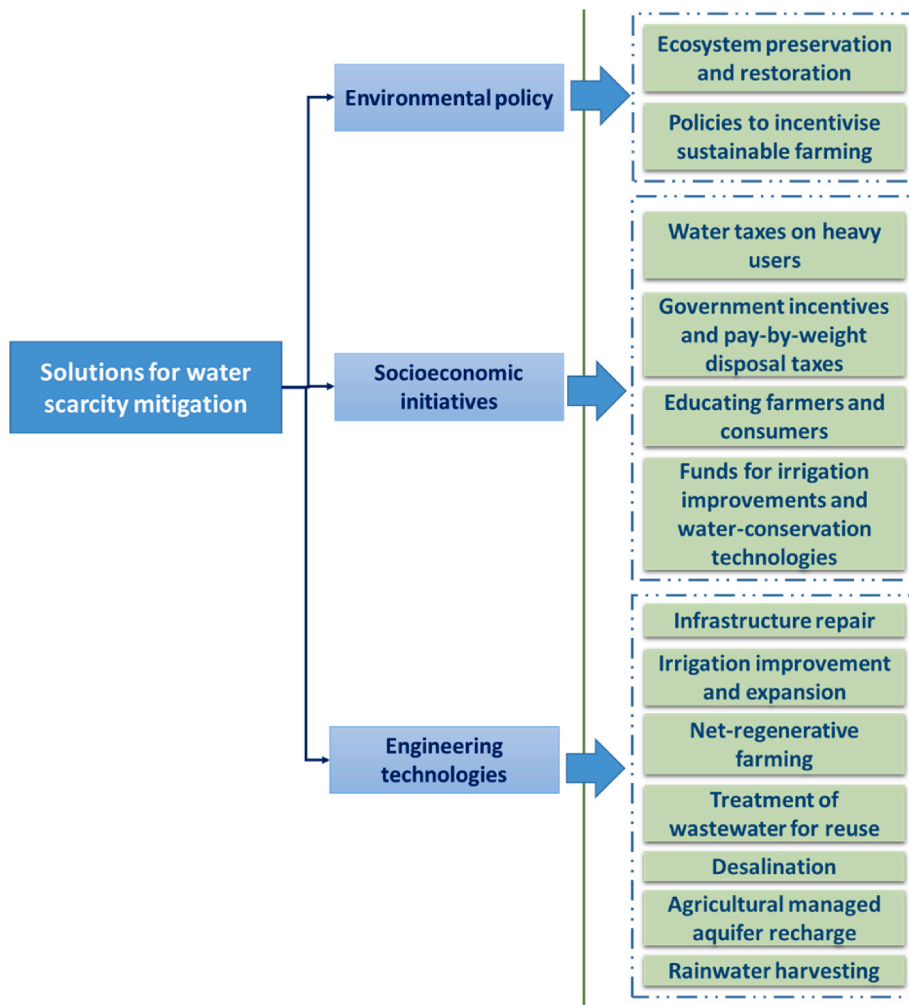 Solutions for water
scarcity mitigation
Environmental policy
Ecosystem preservation
and restoration
Policies to incentivise
sustainable farming
Socioeconomic
initiatives
Water taxes on heavy
users
Government incentives
and pay-by-weight
disposal taxes
Educating farmers and
consumers
Funds for irrigation
improvements and
water-conservation
technologies
Engineering
technologies
Infrastructure repair
Irrigation improvement
and expansion
Net-regenerative
farming
Treatment of
wastewater for reuse
Desalination
Agricultural managed
aquifer recharge
Rainwater harvesting